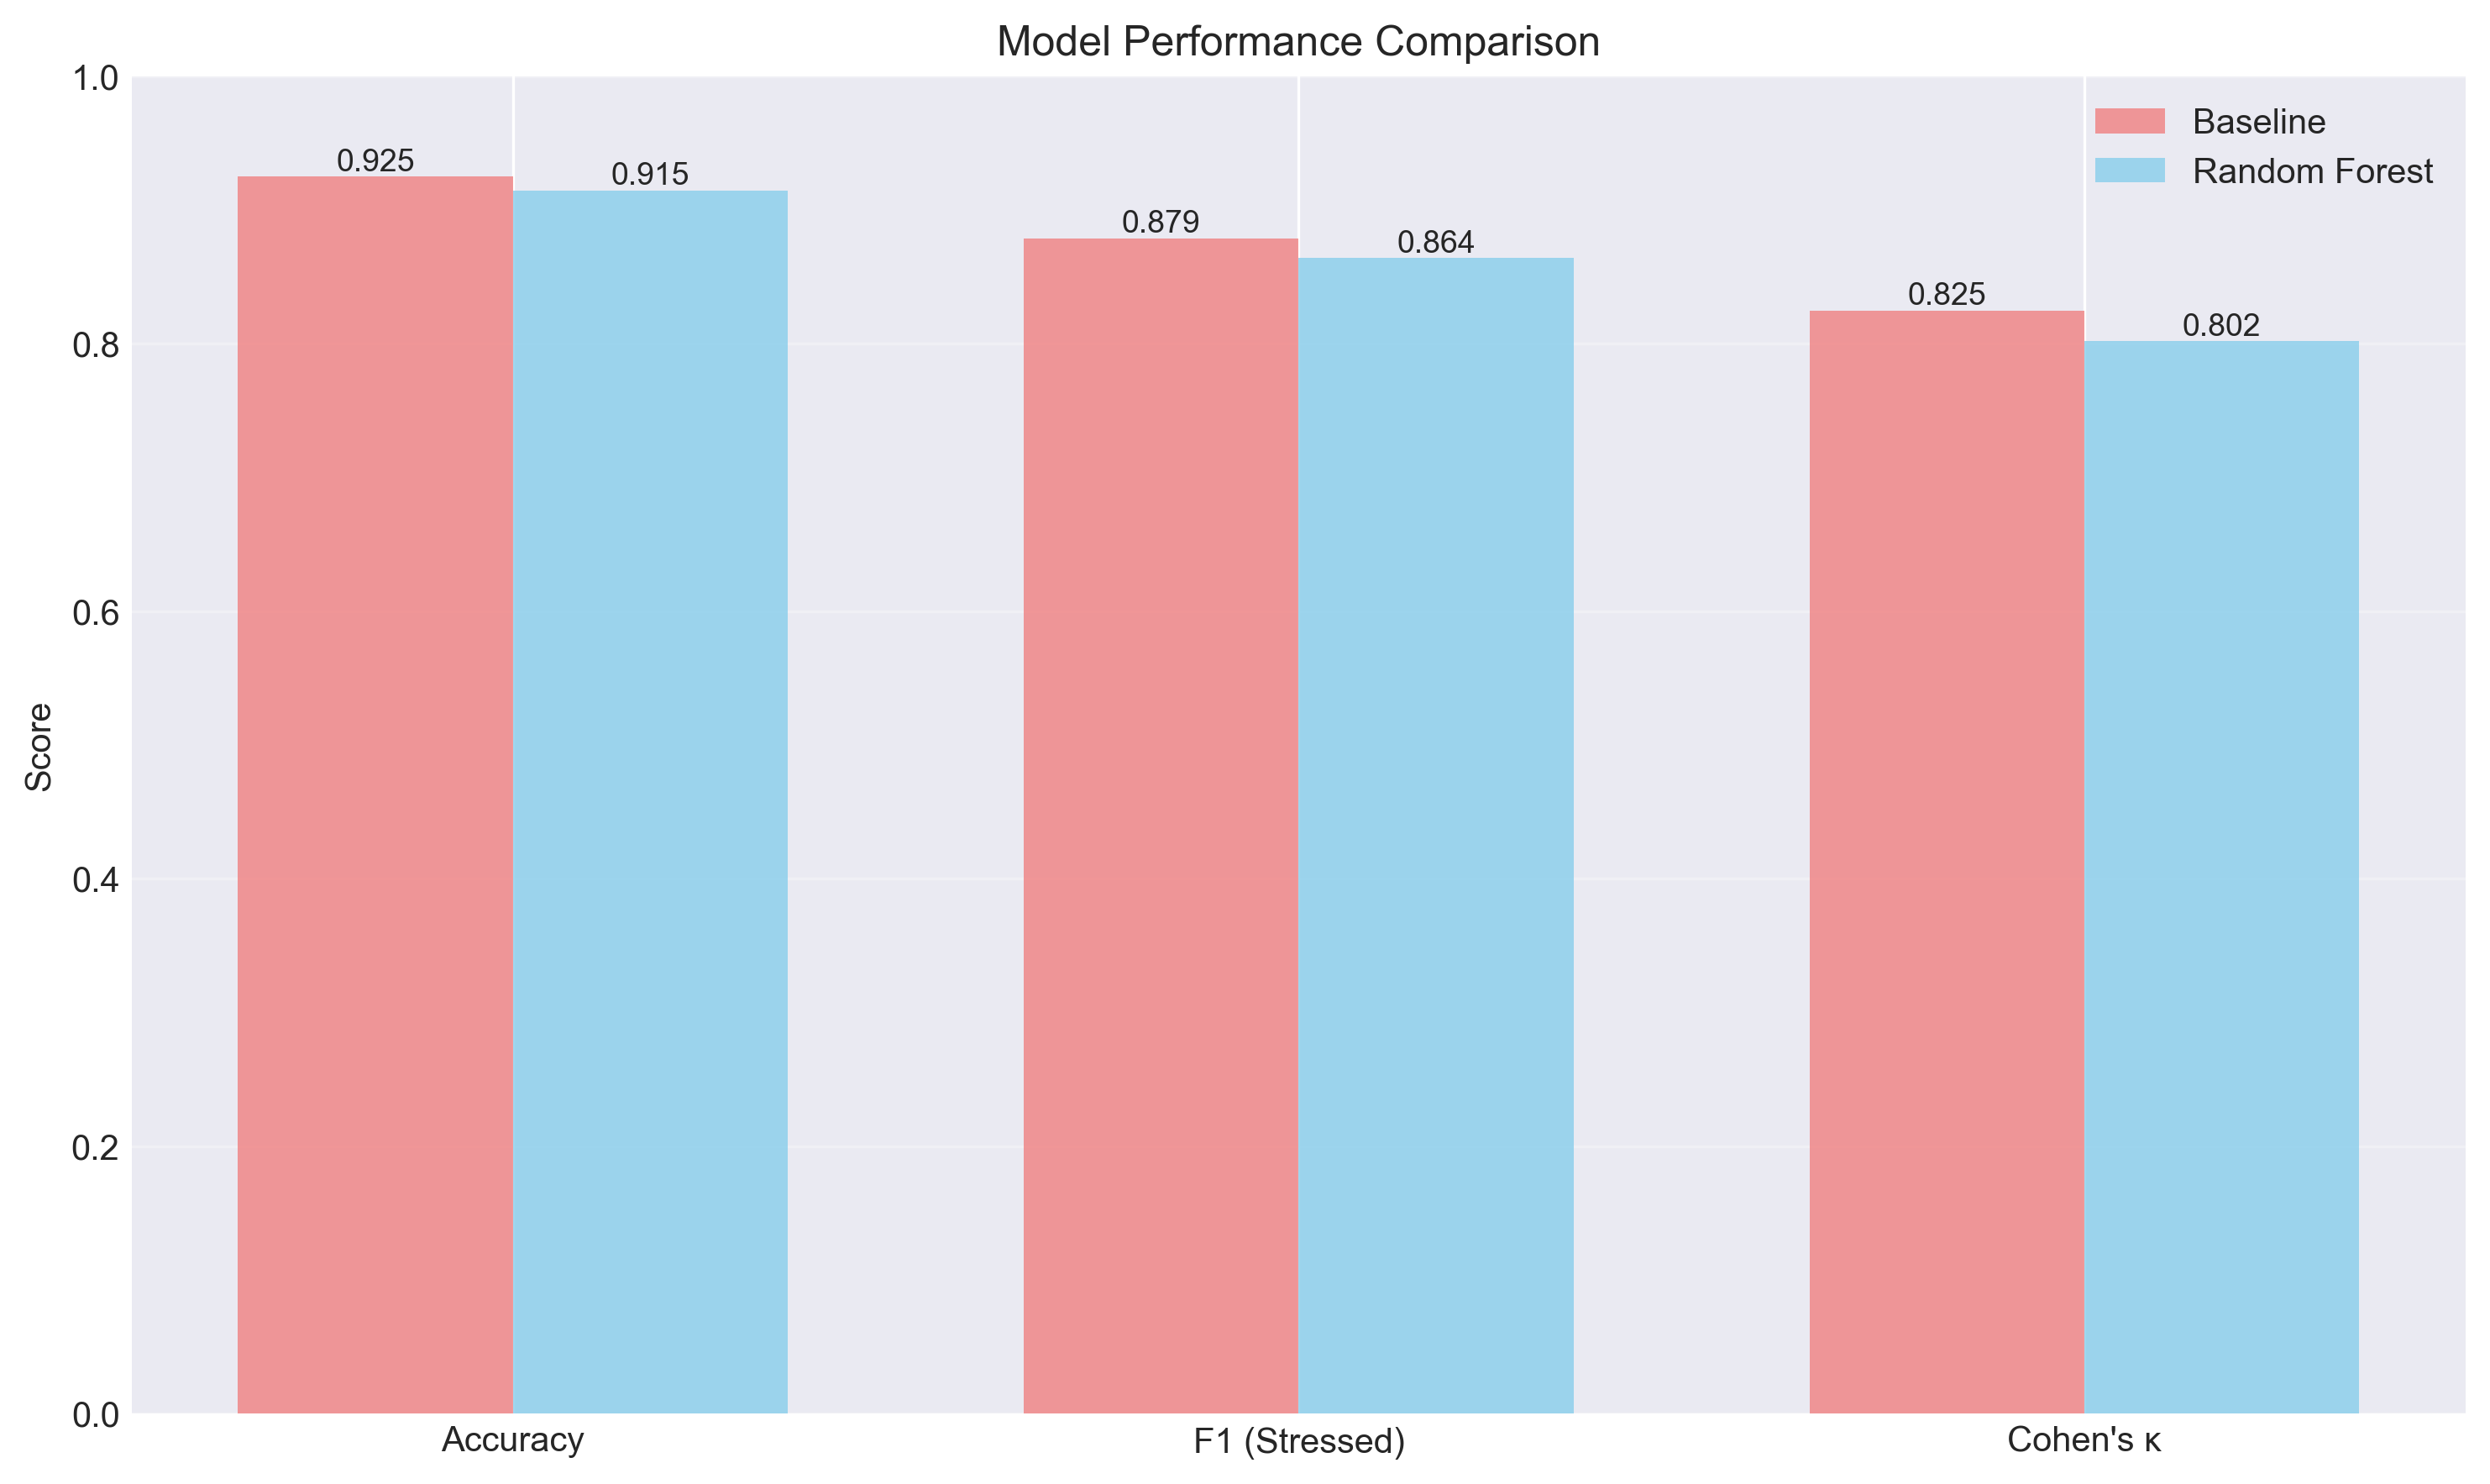 Model Performance Comparison
1.0
0.8
0.6
0.4
0.2
0.0
Score
0.925
0.915
0.879
0.864
0.825
0.802
Baseline
Random Forest
Accuracy
F1 (Stressed)
Cohen's κ